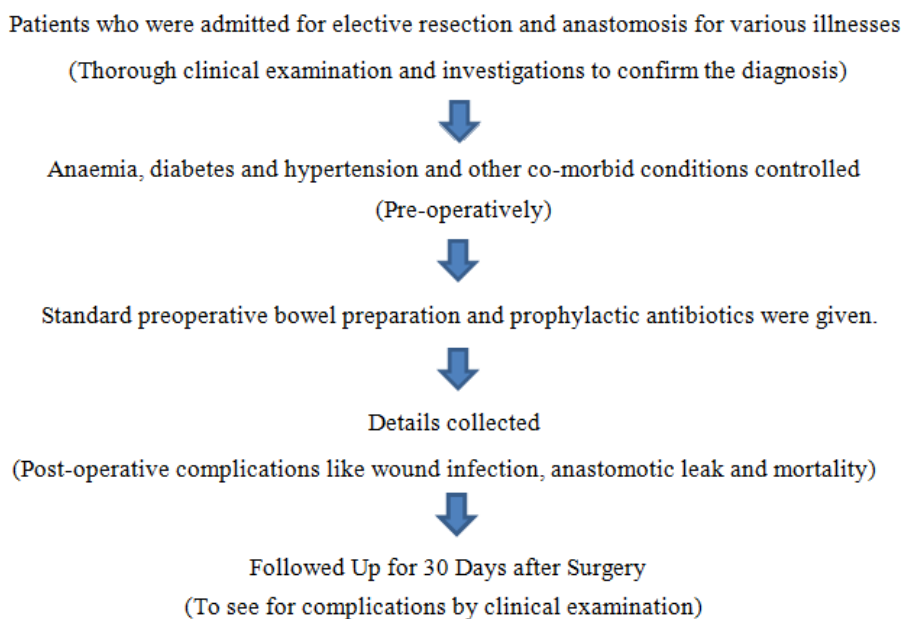 Patients who were admitted for elective resection and anastomosis for various illnesses
(Thorough clinical examination and investigations to confirm the diagnosis)
Anaemia, diabetes and hypertension and other co-morbid conditions controlled
(Pre-operatively)
Standard preoperative bowel preparation and prophylactic antibiotics were given.
Details collected
(Post-operative complications like wound infection, anastomotic leak and mortality)
Followed Up for 30 Days after Surgery
(To see for complications by clinical examination)